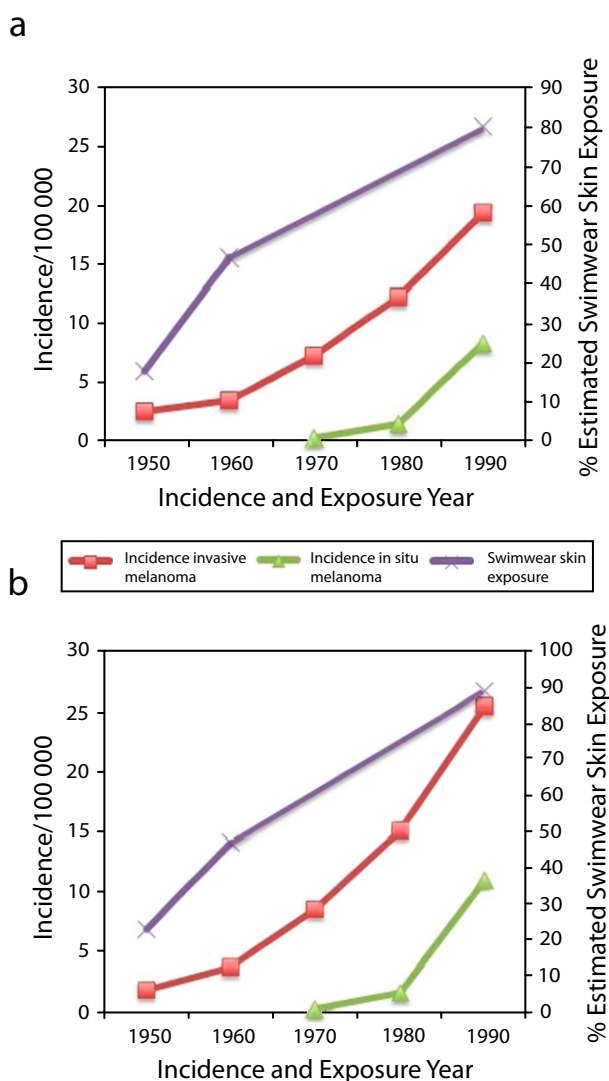 a
Incidence/100 000
30
25
20
15
10
5
0
% Estimated Swimwear Skin Exposure
90
80
70
60
50
40
30
20
10
0
1950 1960 1970 1980 1990
Incidence and Exposure Year
Incidence invasive melanoma
Incidence in situ melanoma
Swimwear skin exposure
b
Incidence/100 000
30
25
20
15
10
5
0
% Estimated Swimwear Skin Exposure
100
90
80
70
60
50
40
30
20
10
0
1950 1960 1970 1980 1990
Incidence and Exposure Year